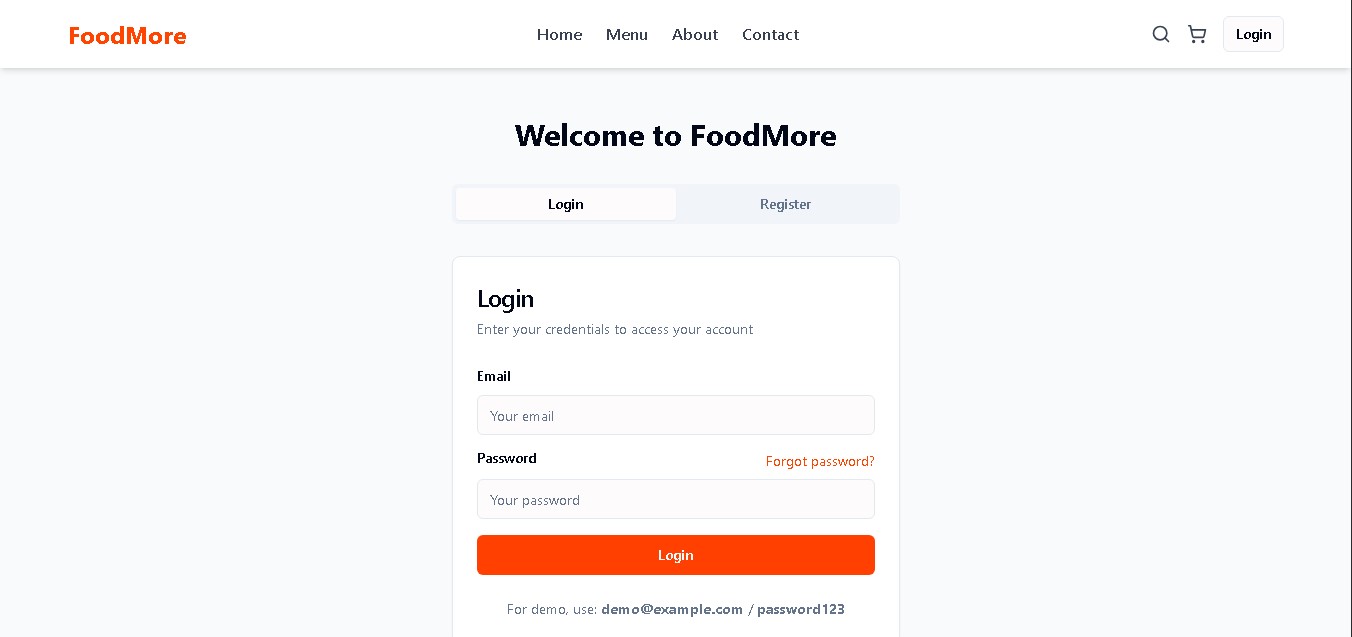 FoodMore
Home Menu About Contact
Login
Welcome to FoodMore
Login Register
Login
Enter your credentials to access your account
Email
Your email
Password Forgot password?
Your password
Login
For demo, use: demo@example.com / password123